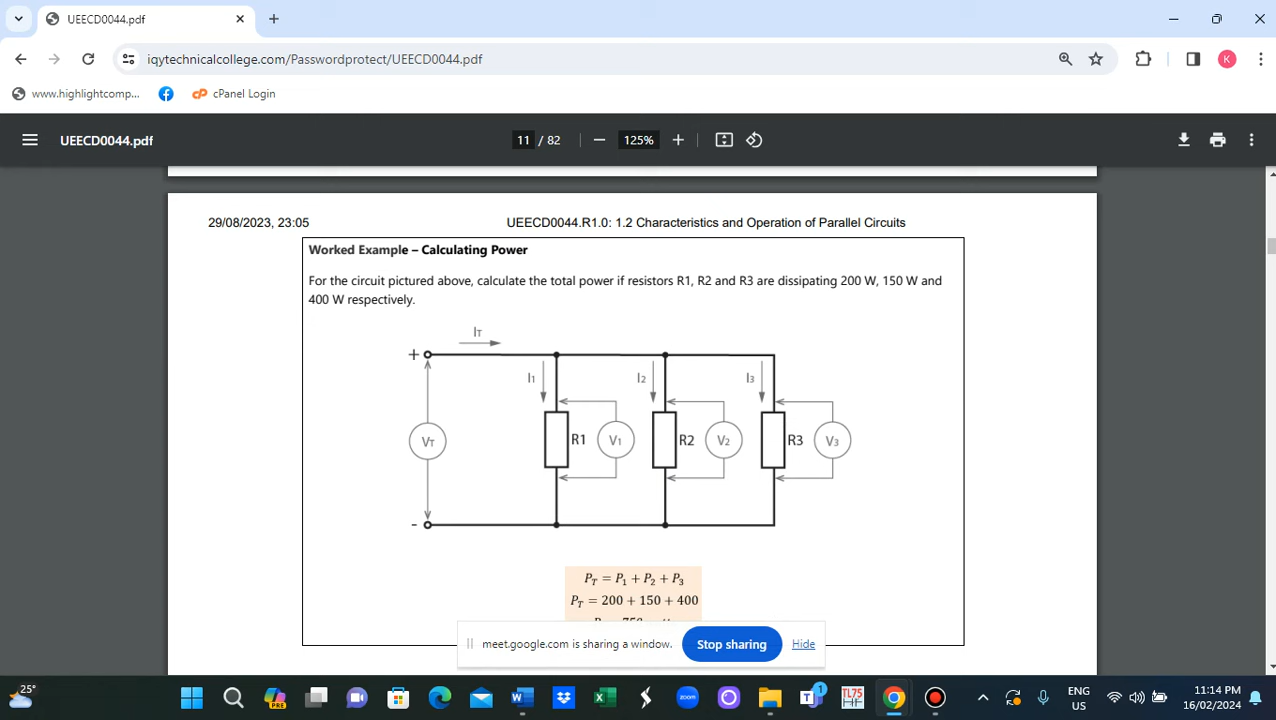 UEECD0044.pdf
iqytechnicalcollege.com/Passwordprotect/UEECD0044.pdf
K
www.highlightcomp...
cPanel Login
UEECD0044.pdf
11 / 82
125%
29/08/2023, 23:05
UEECD0044.R1.0: 1.2 Characteristics and Operation of Parallel Circuits
Worked Example – Calculating Power
For the circuit pictured above, calculate the total power if resistors R1, R2 and R3 are dissipating 200 W, 150 W and
400 W respectively.
IT
+
I1 I2 I3
VT R1 V1 R2 V2 R3 V3
-
PT = P1 + P2 + P3
PT = 200 + 150 + 400
meet.google.com is sharing a window.
Stop sharing
Hide
25°
PRE
zoom
1
TL75
ENG
US
11:14 PM
16/02/2024